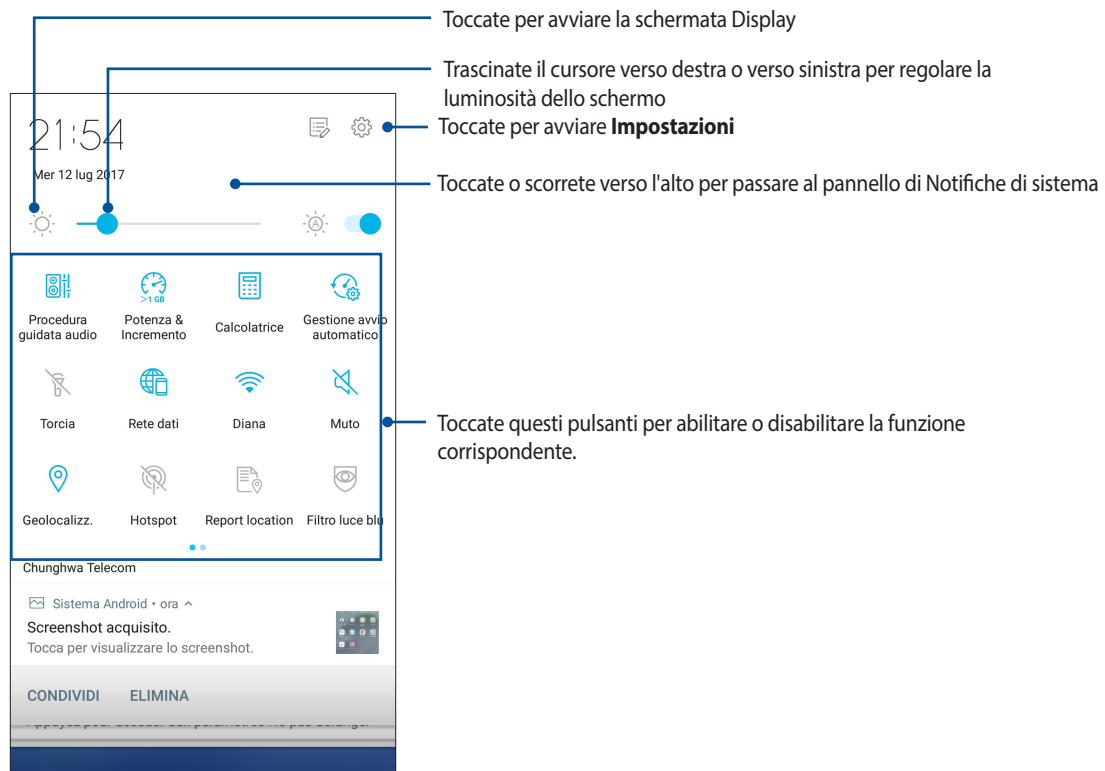 Toccate per avviare la schermata Display
Trascinate il cursore verso destra o verso sinistra per regolare la
luminosità dello schermo
Toccate per avviare Impostazioni
Toccate o scorrete verso l'alto per passare al pannello di Notifiche di sistema
21:54
Mer 12 lug 2017
A
>1 GB
Procedura
guidata audio
Potenza &
Incremento
Calcolatrice
Gestione avvio
automatico
Torcia
Rete dati
Diana
Muto
Toccate questi pulsanti per abilitare o disabilitare la funzione
corrispondente.
Geolocalizz.
Hotspot
Report location
Filtro luce blu
Chunghwa Telecom
Sistema Android • ora
Screenshot acquisito.
Tocca per visualizzare lo screenshot.
CONDIVIDI
ELIMINA